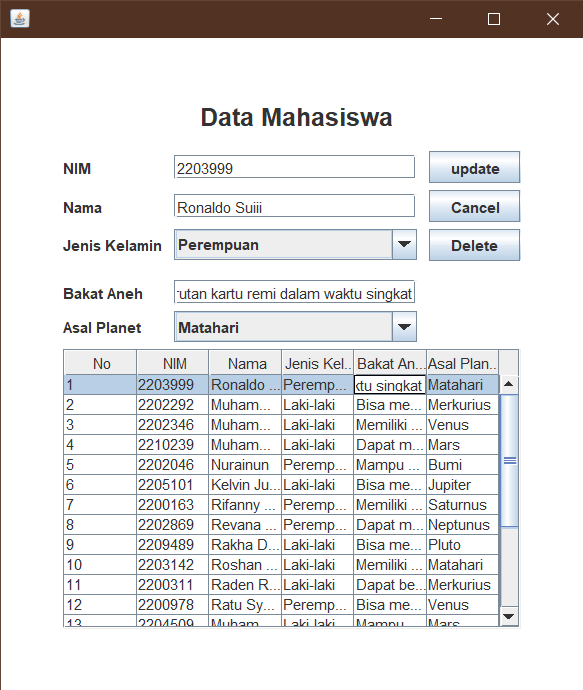 Data Mahasiswa
NIM 2203999 update
Nama Ronaldo Suiii Cancel
Jenis Kelamin Perempuan Delete
Bakat Aneh rutan kartu remi dalam waktu singkat
Asal Planet Matahari
No NIM Nama Jenis Kel... Bakat An... Asal Plan...
1 2203999 Ronaldo ... Peremp... ktu singkat Matahari
2 2202292 Muham... Laki-laki Bisa me... Merkurius
3 2202346 Muham... Laki-laki Memiliki ... Venus
4 2210239 Muham... Laki-laki Dapat m... Mars
5 2202046 Nurainun Peremp... Mampu ... Bumi
6 2205101 Kelvin Ju... Laki-laki Bisa me... Jupiter
7 2200163 Rifanny ... Peremp... Memiliki ... Saturnus
8 2202869 Revana ... Peremp... Dapat m... Neptunus
9 2209489 Rakha D... Laki-laki Bisa me... Pluto
10 2203142 Roshan ... Laki-laki Memiliki ... Matahari
11 2200311 Raden R... Laki-laki Dapat be... Merkurius
12 2200978 Ratu Sy... Peremp... Bisa me... Venus
13 2204509 Muham... Laki-laki Mampu ... Mars